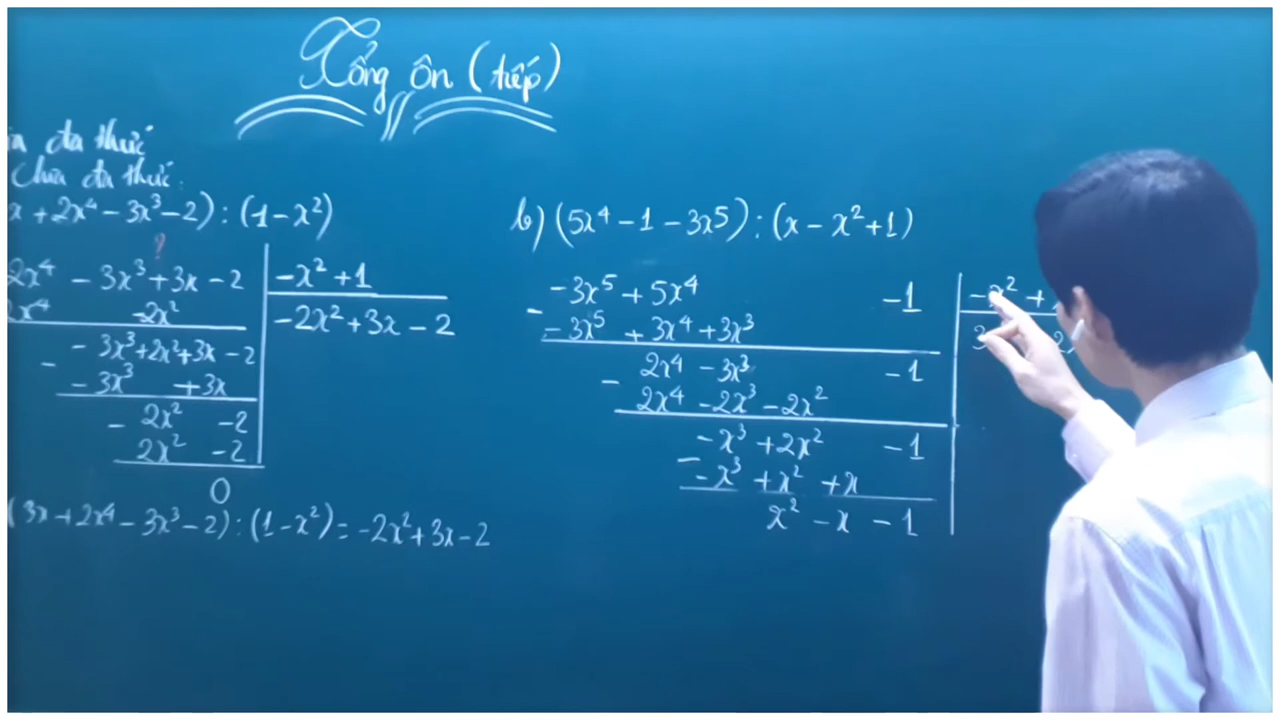 Tổng ôn (tiếp)
đa thức
chia đa thức.
x + 2x⁴ - 3x³ - 2) : (1 - x²)
?
2x⁴ - 3x³ + 3x - 2
-x² + 1
2x⁴ -2x²
-2x² + 3x - 2
- 3x³ + 2x² + 3x - 2
-
- 3x³ + 3x
- 2x² - 2
2x² - 2
0
(3x + 2x⁴ - 3x³ - 2) : (1 - x²) = -2x² + 3x - 2
b) (5x⁴ - 1 - 3x⁵) : (x - x² + 1)
-3x⁵ + 5x⁴ -1
-x² +
-
- 3x⁵ + 3x⁴ + 3x³
3 2
2x⁴ - 3x³ - 1
-
2x⁴ - 2x³ - 2x²
-x³ + 2x² - 1
-
-x³ + x² + x
x² - x - 1